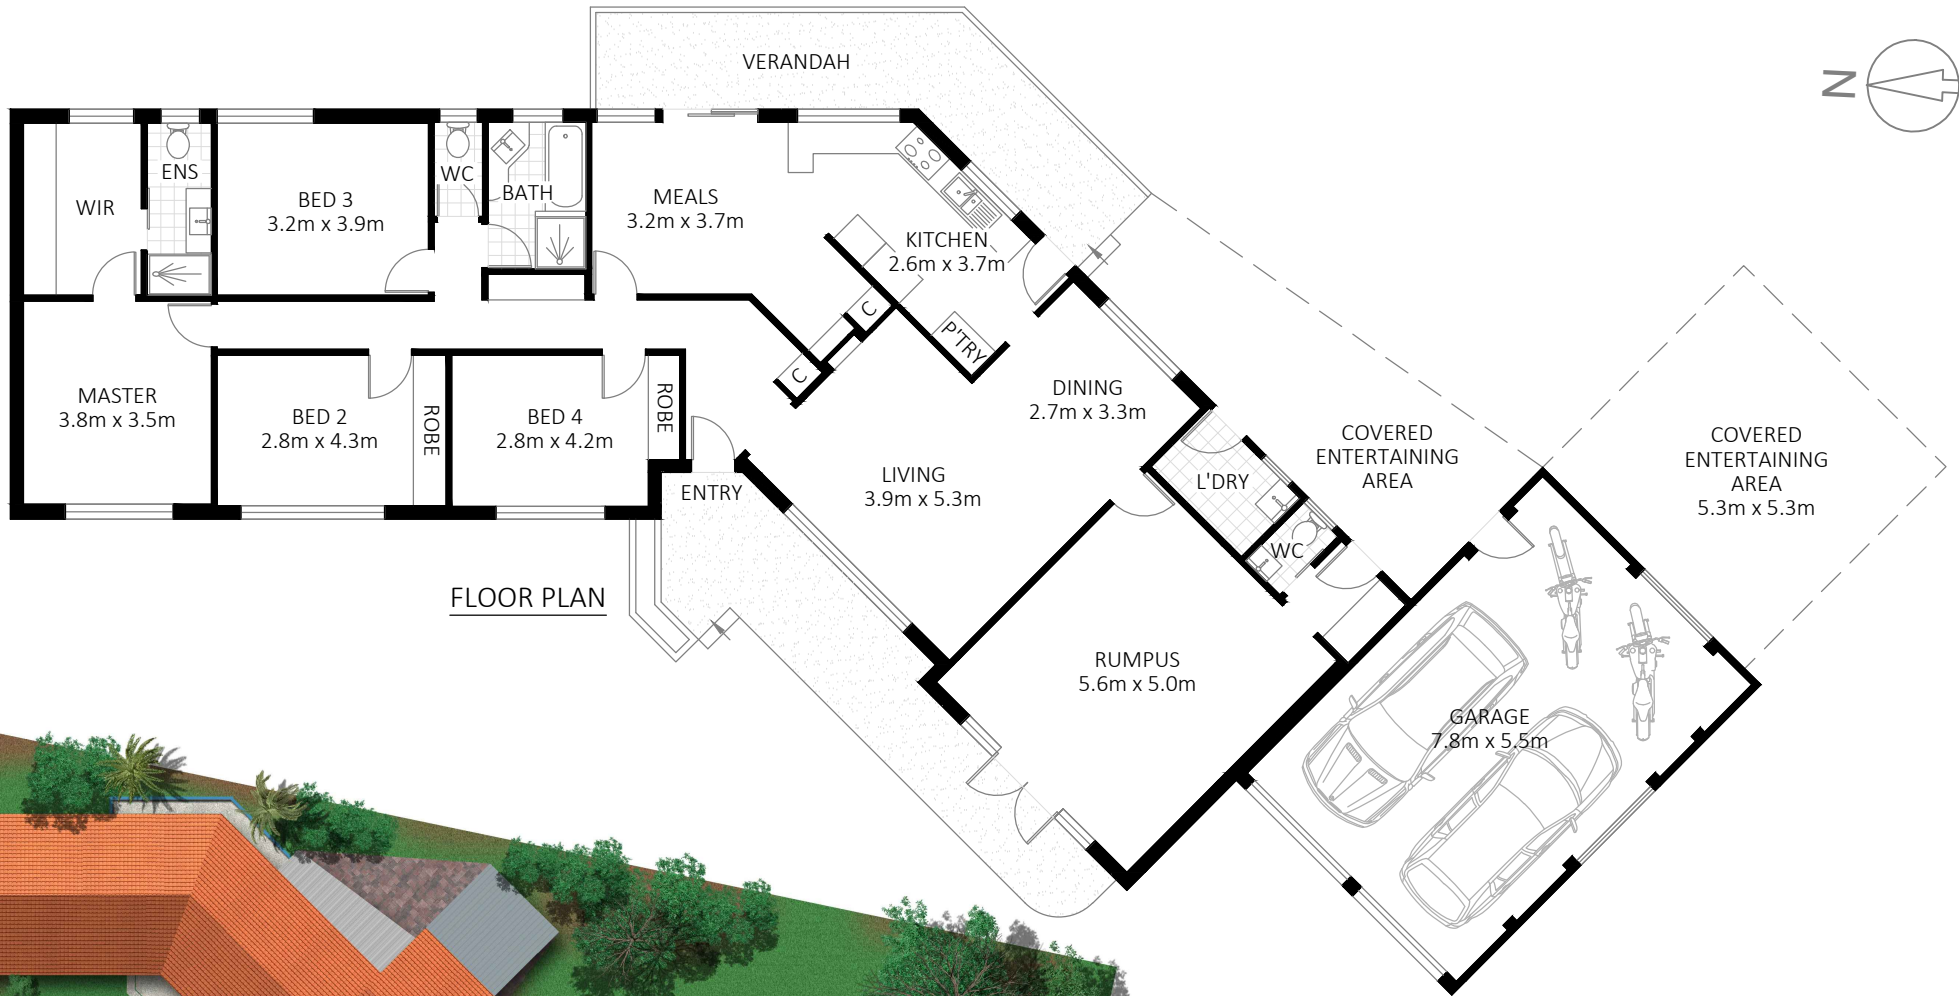 VERANDAH
N
ENS
WIR
BED 3
3.2m x 3.9m
WC
BATH
MEALS
3.2m x 3.7m
KITCHEN
2.6m x 3.7m
C
P'TRY
C
MASTER
3.8m x 3.5m
BED 2
2.8m x 4.3m
ROBE
BED 4
2.8m x 4.2m
ROBE
ENTRY
LIVING
3.9m x 5.3m
DINING
2.7m x 3.3m
L'DRY
WC
COVERED
ENTERTAINING
AREA
COVERED
ENTERTAINING
AREA
5.3m x 5.3m
FLOOR PLAN
RUMPUS
5.6m x 5.0m
GARAGE
7.8m x 5.5m